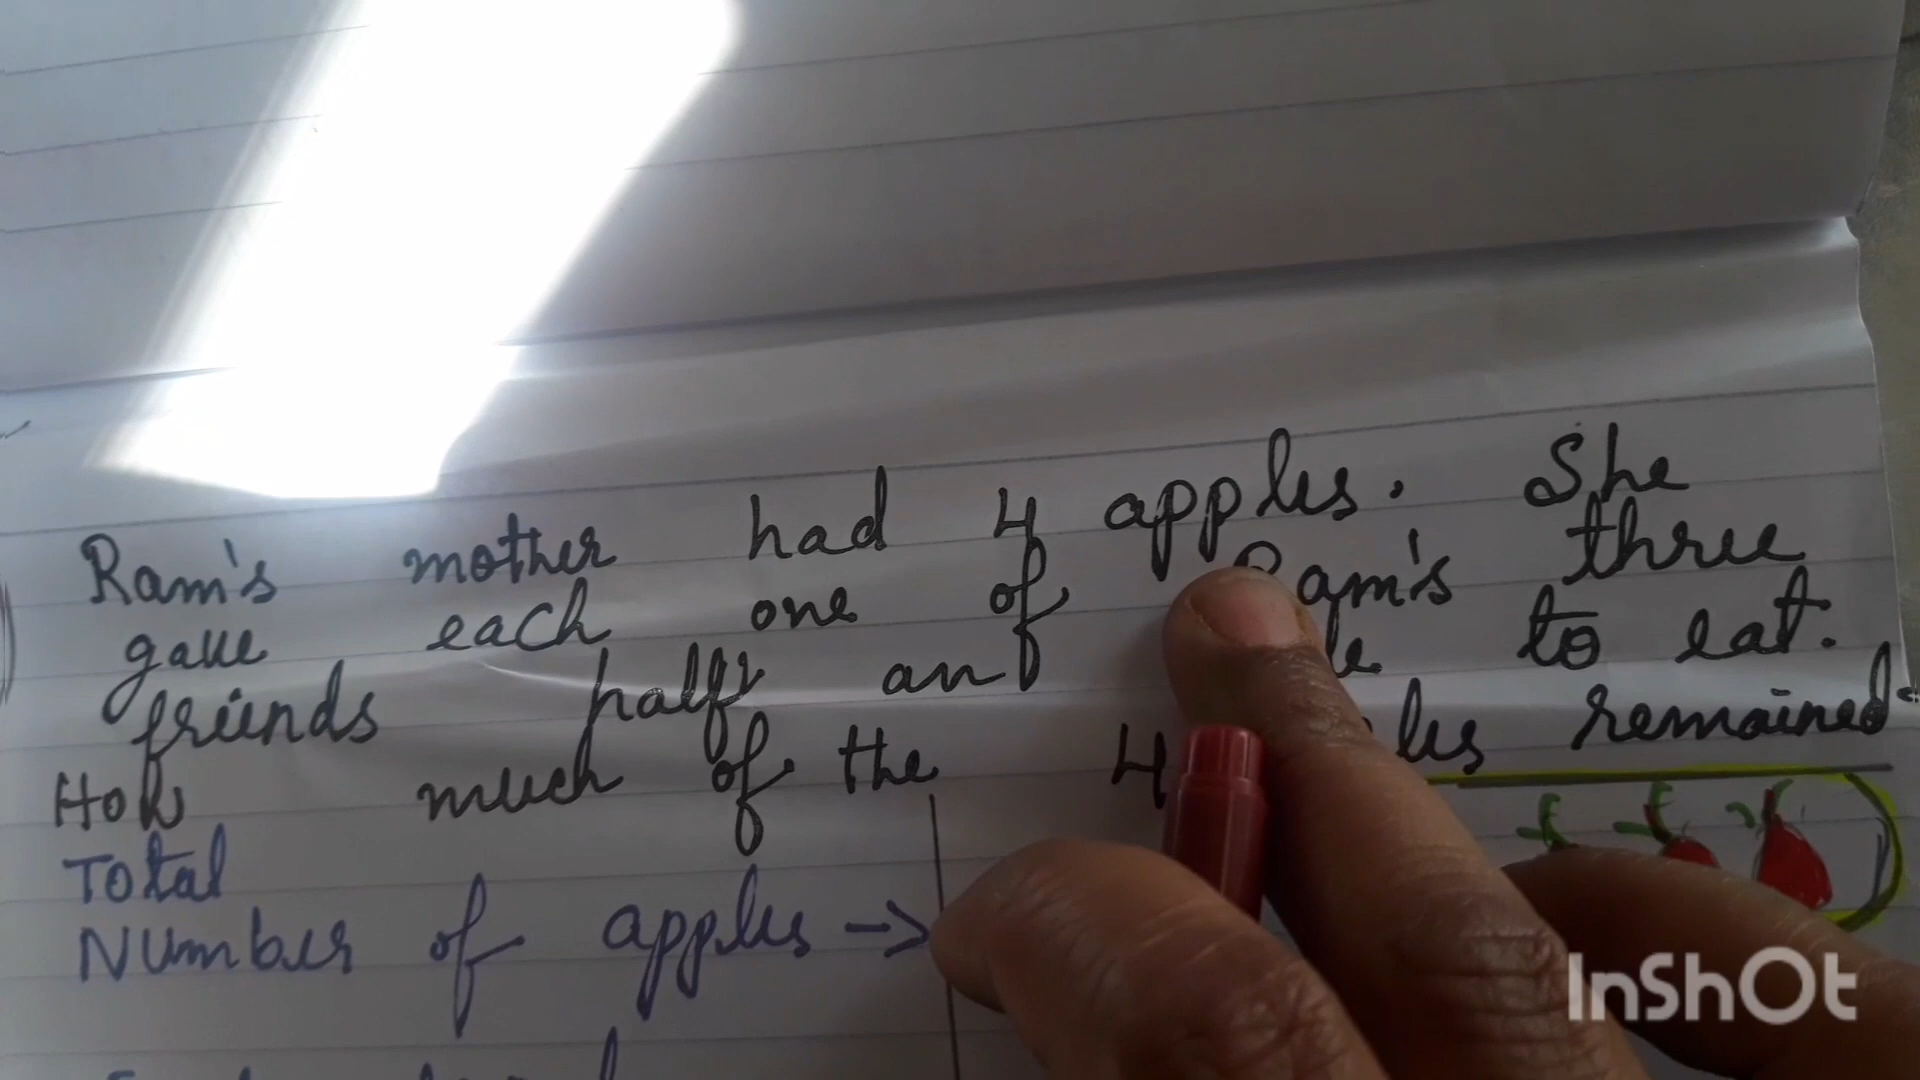 Ram's mother had 4 apples. She
gave each one of Ram's three
friends half an to eat.
How much of the 4 remained
Total
Number of apples →
InShOt